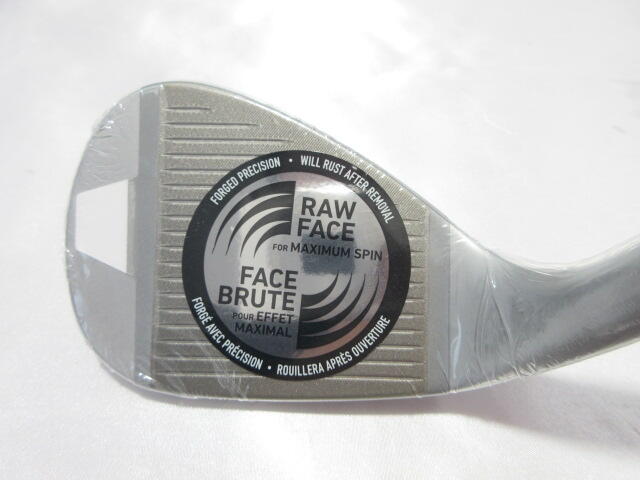 FORGED PRECISION • WILL RUST AFTER REMOVAL
RAW
FACE
FOR MAXIMUM SPIN
FACE
BRUTE
POUR EFFET
MAXIMAL
FORGÉ AVEC PRÉCISION • ROUILLERA APRÈS OUVERTURE